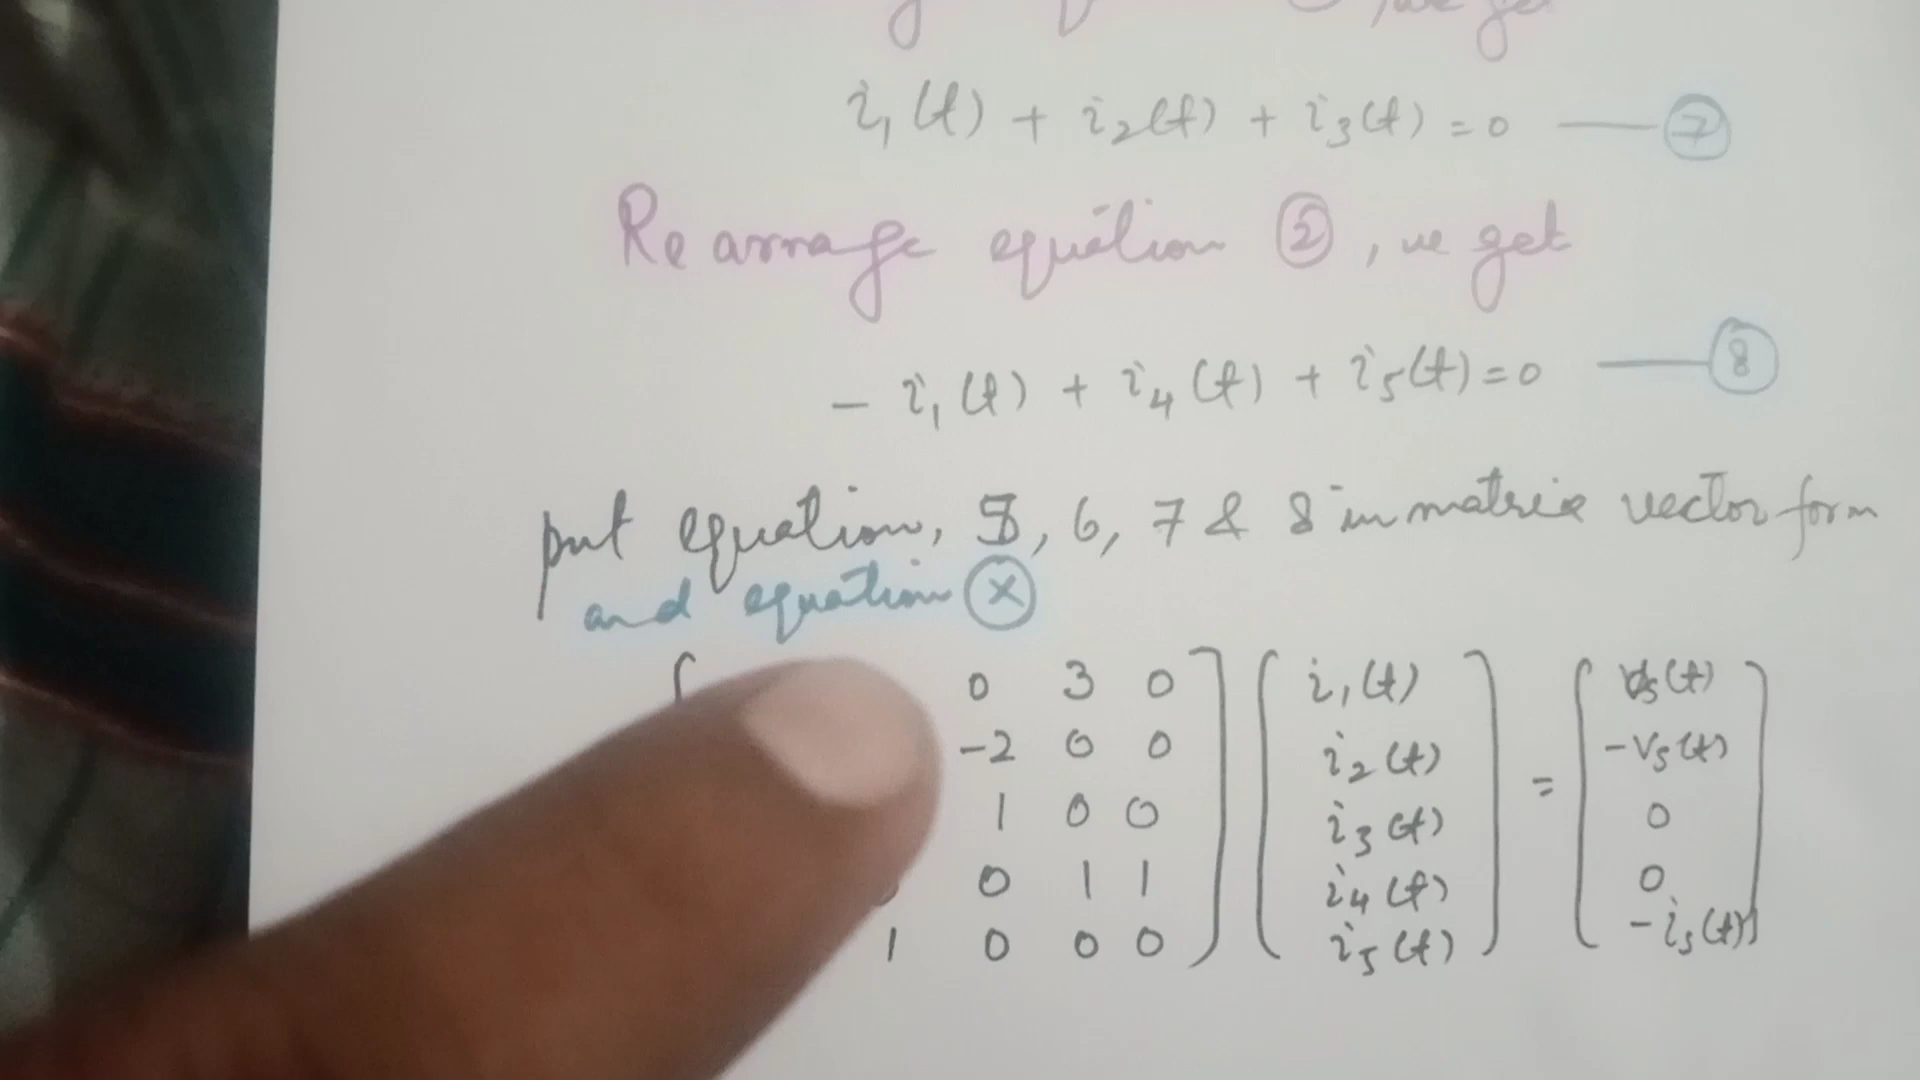 i₁(t) + i₂(t) + i₃(t) = 0 — ⑦
Rearrage equation ②, we get
- i₁(t) + i₄(t) + i₅(t) = 0 — ⑧
put equation, 5, 6, 7 & 8 in matrix vector form
and equation ⓧ
0 3 0 i₁(t) = vₛ(t)
-2 0 0 i₂(t) -vₛ(t)
1 0 0 i₃(t) 0
0 1 1 i₄(t) 0
1 0 0 0 i₅(t) -iₛ(t)